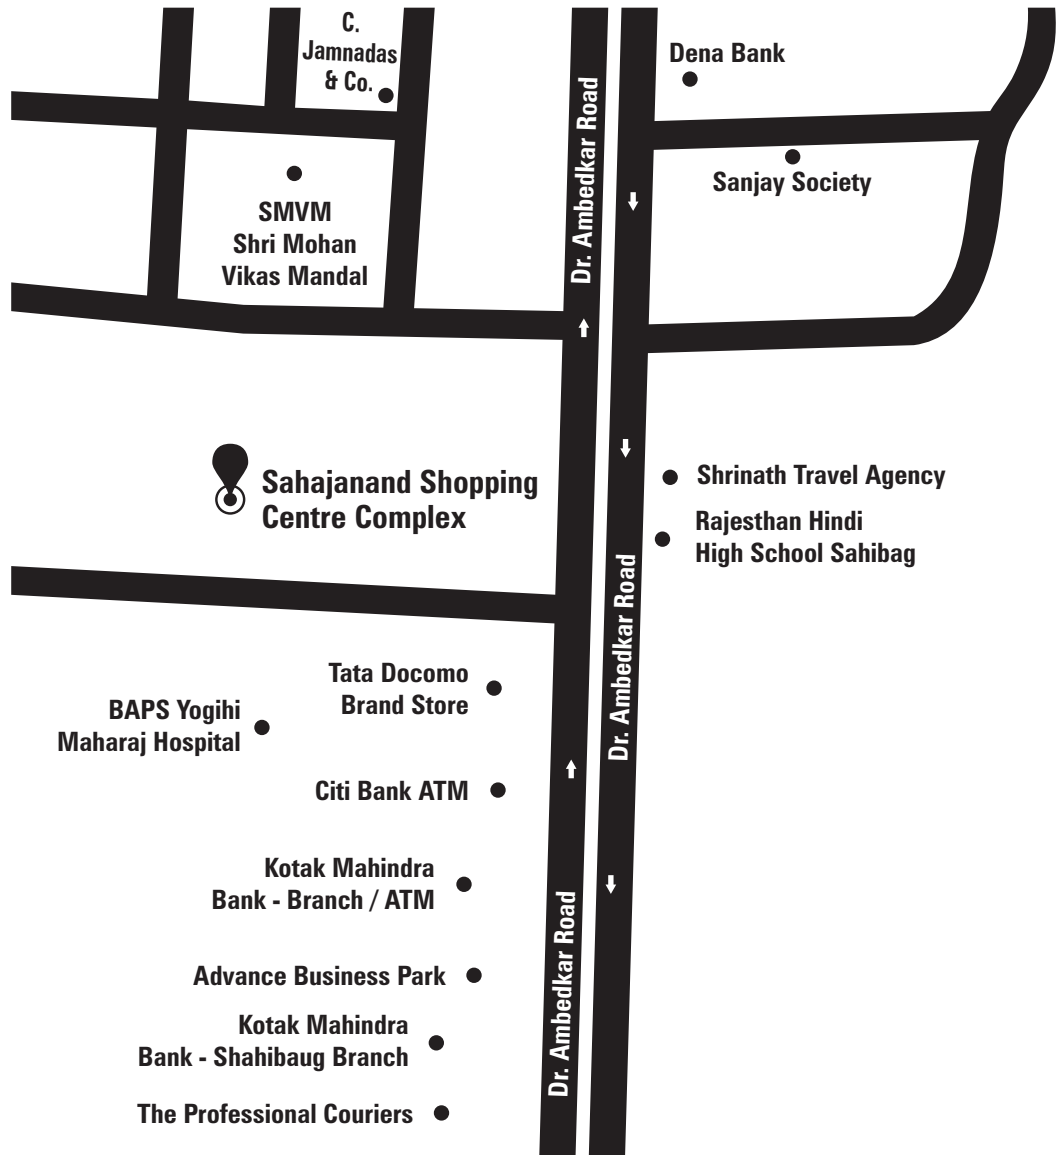 C.
Jamnadas
& Co.
Dena Bank
Dr. Ambedkar Road
Sanjay Society
SMVM
Shri Mohan
Vikas Mandal
Sahajanand Shopping
Centre Complex
Shrinath Travel Agency
Rajesthan Hindi
High School Sahibag
Dr. Ambedkar Road
Tata Docomo
Brand Store
BAPS Yogihi
Maharaj Hospital
Citi Bank ATM
Kotak Mahindra
Bank - Branch / ATM
Dr. Ambedkar Road
Advance Business Park
Kotak Mahindra
Bank - Shahibaug Branch
The Professional Couriers